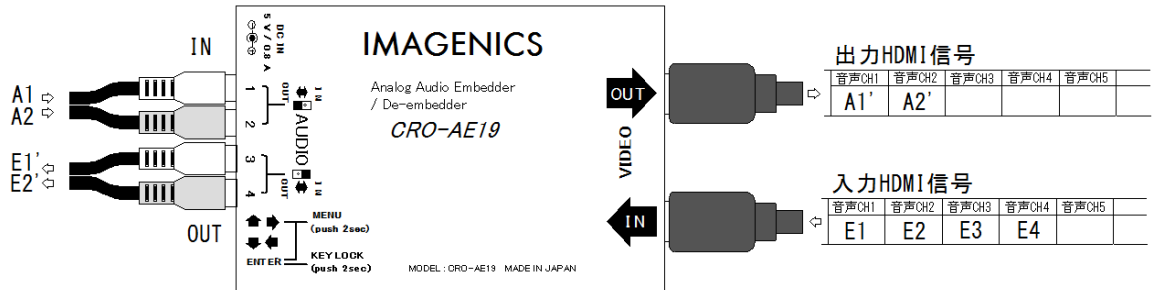 IN
A1
A2
E1'
E2'
OUT
DC IN
5 V / 0.8 A
1
2
3
4
IN
OUT
AUDIO
OUT
IN
MENU
(push 2sec)
ENTER
KEY LOCK
(push 2sec)
IMAGENICS
Analog Audio Embedder
/ De-embedder
CRO-AE19
MODEL : CRO-AE19 MADE IN JAPAN
OUT
VIDEO
IN
出力HDMI信号
音声CH1 音声CH2 音声CH3 音声CH4 音声CH5
A1' A2'
入力HDMI信号
音声CH1 音声CH2 音声CH3 音声CH4 音声CH5
E1 E2 E3 E4